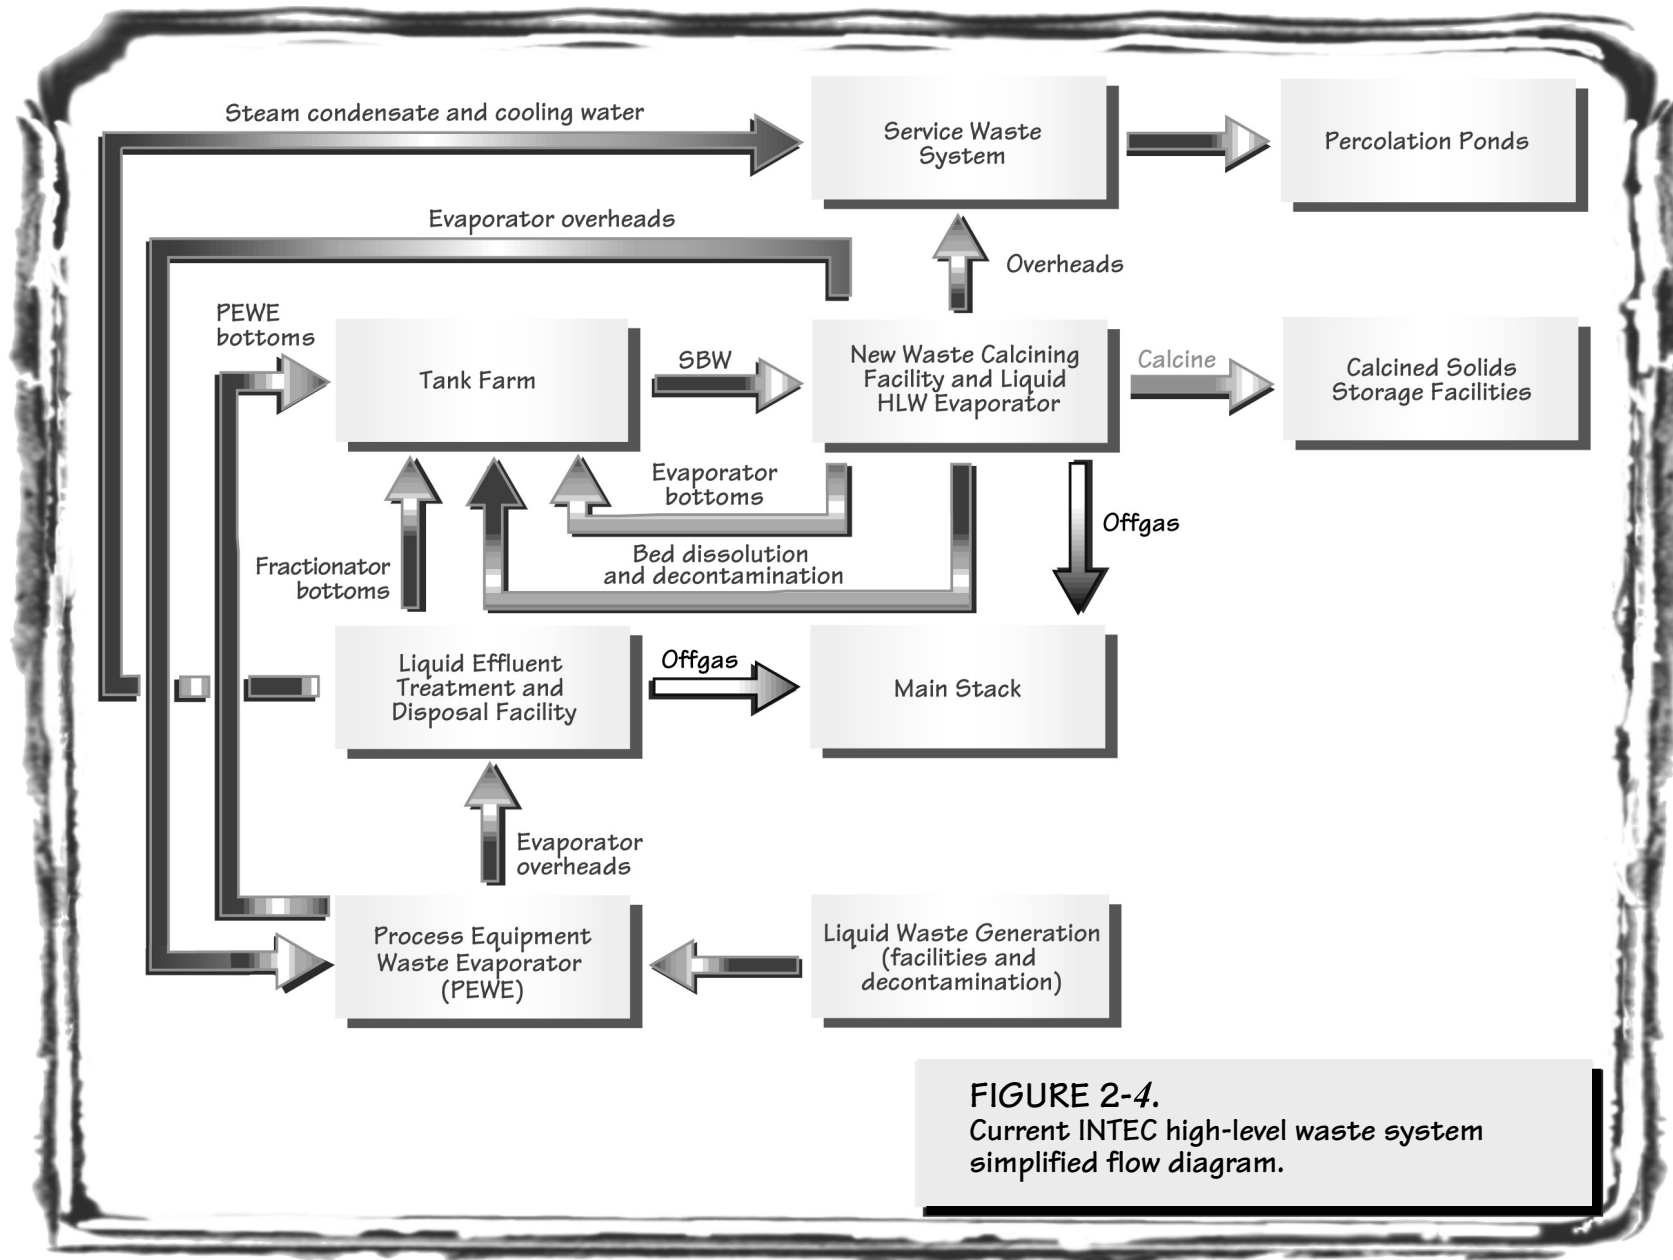 Steam condensate and cooling water
Service Waste
System
Percolation Ponds
Evaporator overheads
Overheads
PEWE
bottoms
Tank Farm
SBW
New Waste Calcining
Facility and Liquid
HLW Evaporator
Calcine
Calcined Solids
Storage Facilities
Evaporator
bottoms
Offgas
Bed dissolution
and decontamination
Fractionator
bottoms
Liquid Effluent
Treatment and
Disposal Facility
Offgas
Main Stack
Evaporator
overheads
Process Equipment
Waste Evaporator
(PEWE)
Liquid Waste Generation
(facilities and
decontamination)
FIGURE 2-4.
Current INTEC high-level waste system
simplified flow diagram.